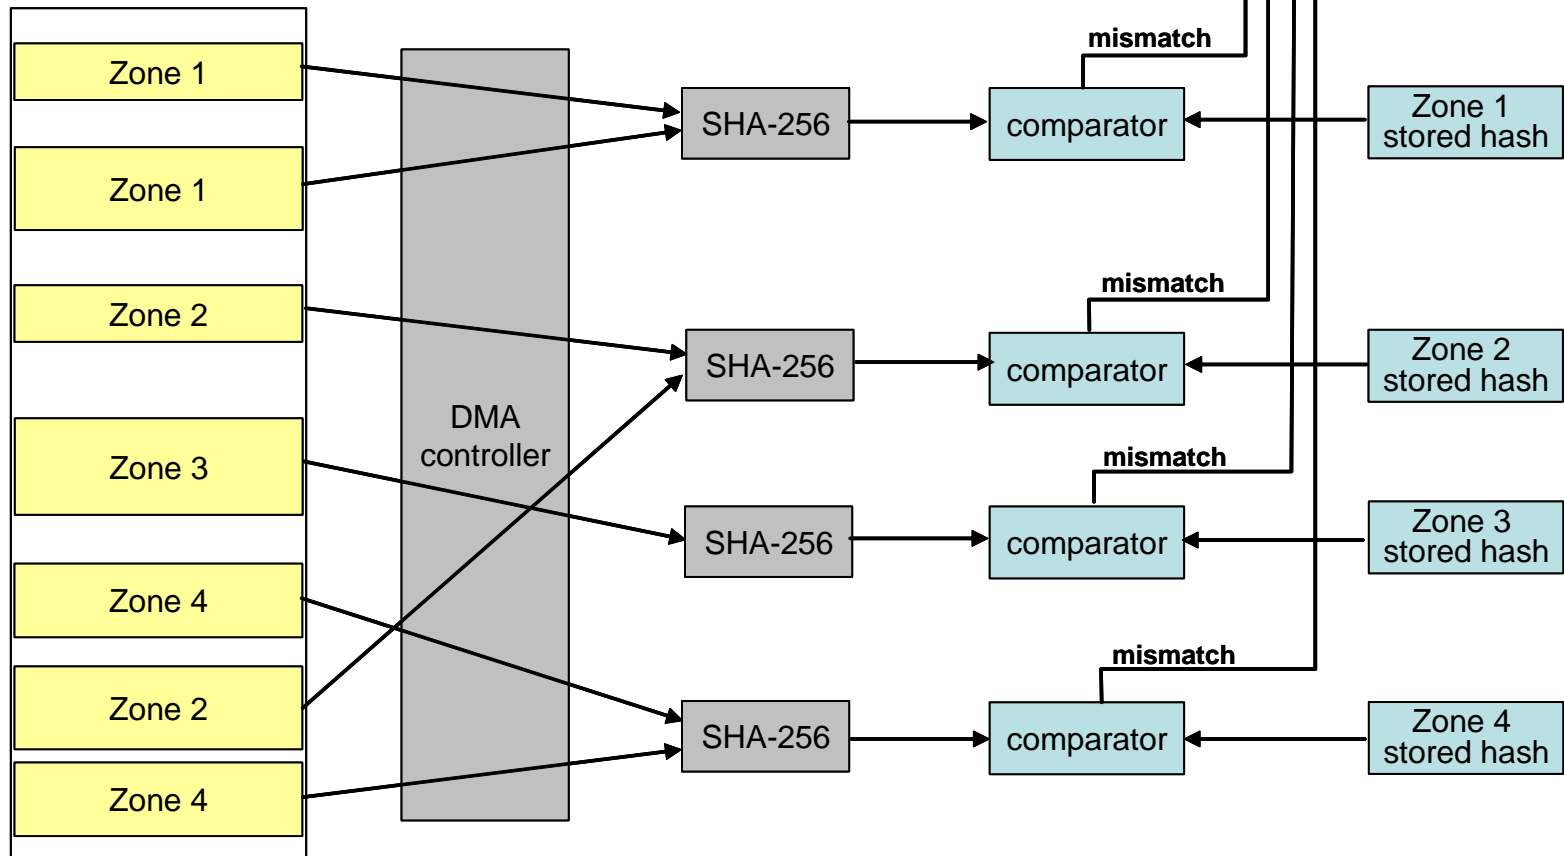 mismatch
Zone 1
SHA-256
comparator
Zone 1
stored hash
Zone 1
mismatch
Zone 2
SHA-256
comparator
Zone 2
stored hash
DMA
controller
Zone 3
mismatch
SHA-256
comparator
Zone 3
stored hash
Zone 4
mismatch
Zone 2
SHA-256
comparator
Zone 4
stored hash
Zone 4